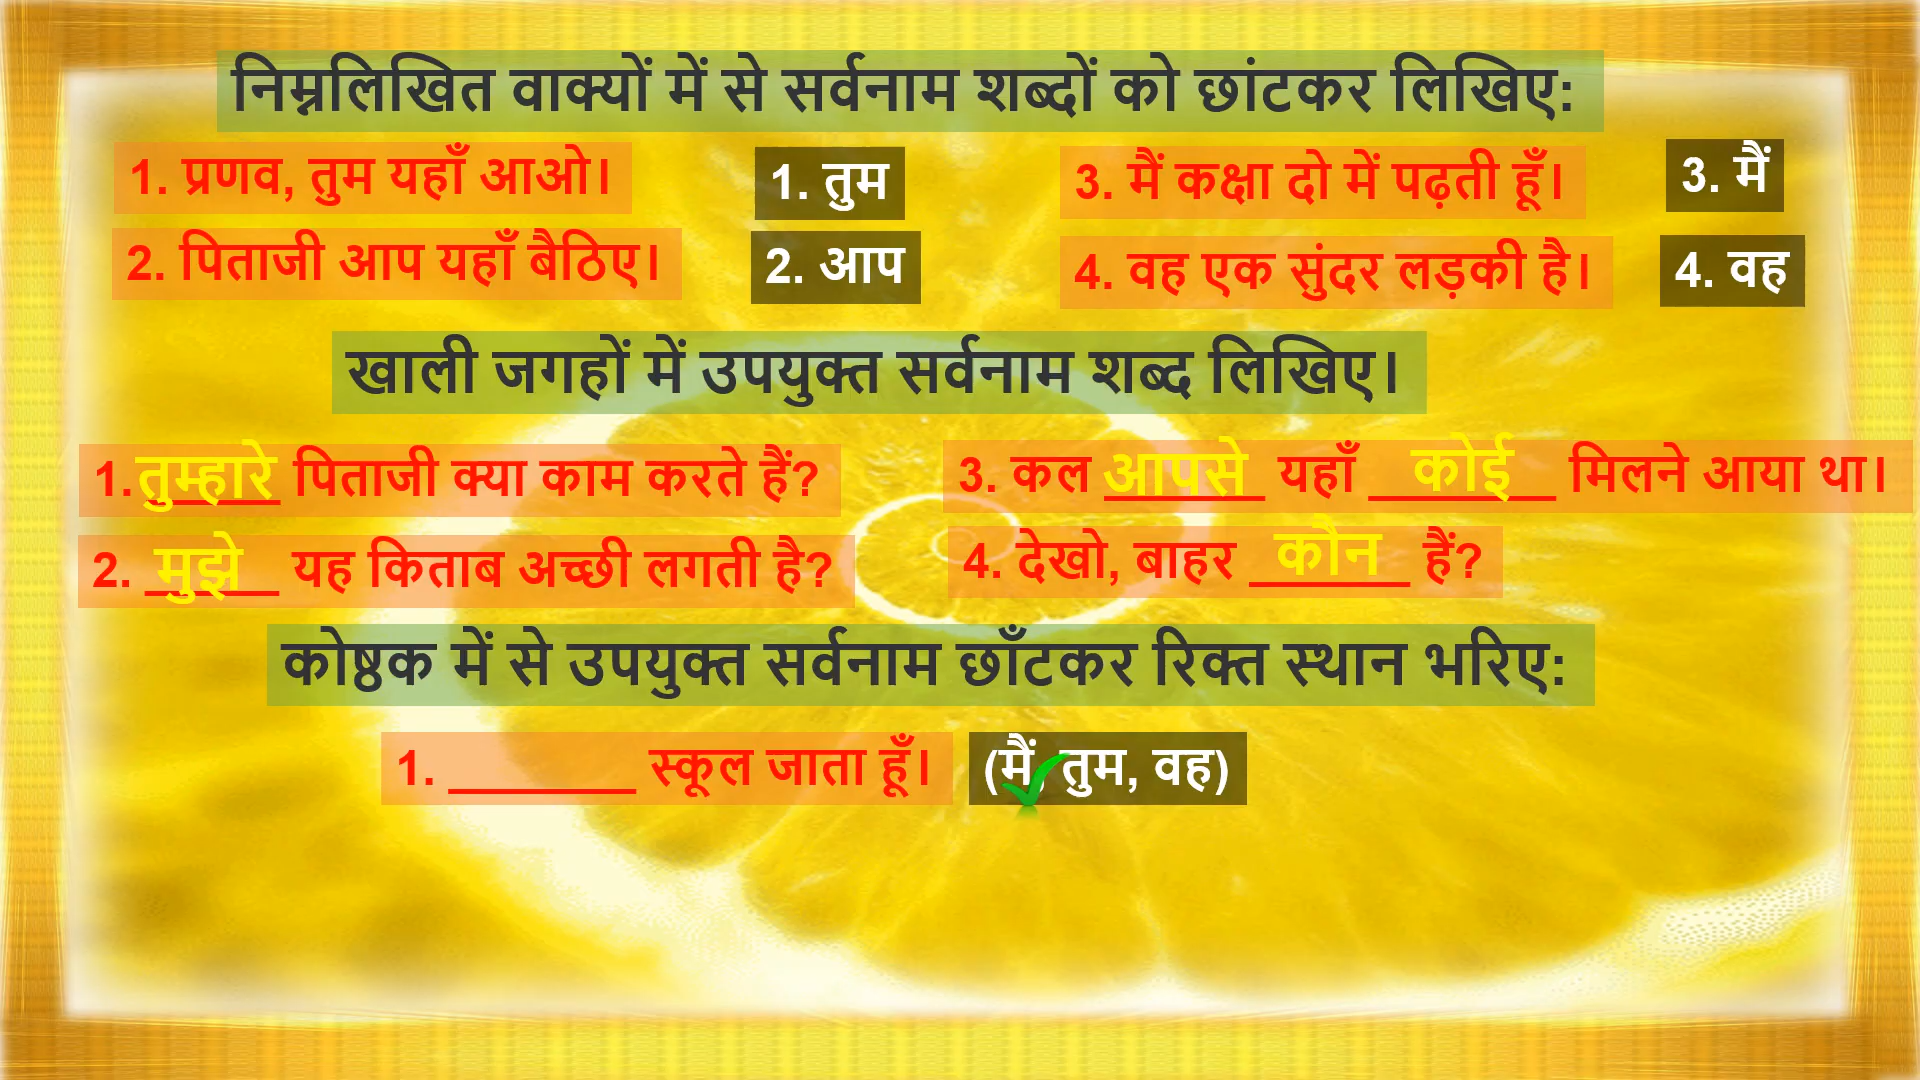 निम्नलिखित वाक्यों में से सर्वनाम शब्दों को छांटकर लिखिए:
1. प्रणव, तुम यहाँ आओ। 1. तुम 3. मैं कक्षा दो में पढ़ती हूँ। 3. मैं
2. पिताजी आप यहाँ बैठिए। 2. आप 4. वह एक सुंदर लड़की है। 4. वह
खाली जगहों में उपयुक्त सर्वनाम शब्द लिखिए।
1. तुम्हारे पिताजी क्या काम करते हैं? 3. कल आपसे यहाँ कोई मिलने आया था।
2. मुझे यह किताब अच्छी लगती है? 4. देखो, बाहर कौन हैं?
कोष्ठक में से उपयुक्त सर्वनाम छाँटकर रिक्त स्थान भरिए:
1. _______ स्कूल जाता हूँ। (मैं, तुम, वह)